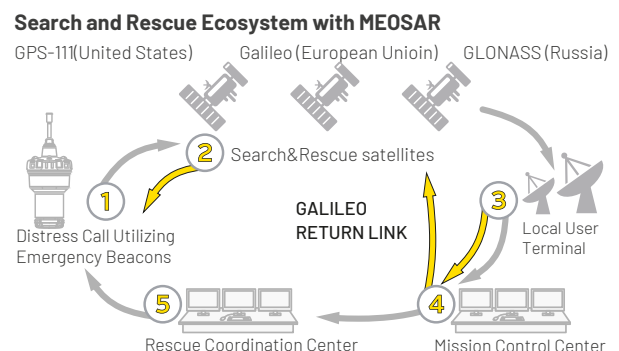 Search and Rescue Ecosystem with MEOSAR
GPS-111(United States) Galileo (European Unioin) GLONASS (Russia)
2 Search&Rescue satellites
1
3
GALILEO
RETURN LINK
Distress Call Utilizing
Emergency Beacons
Local User
Terminal
5
4
Rescue Coordination Center
Mission Control Center